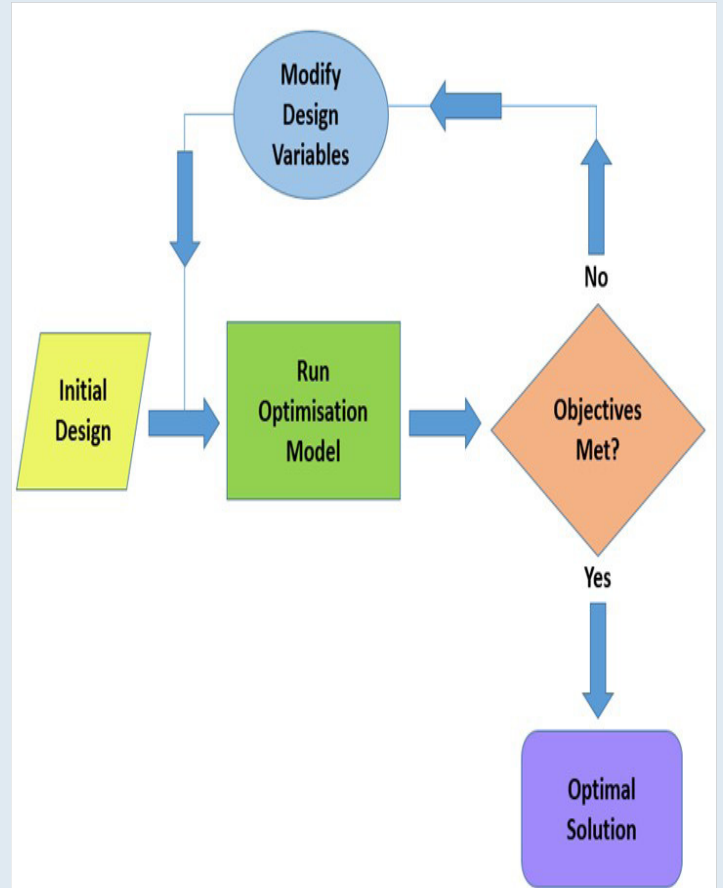 Modify
Design
Variables
No
Initial
Design
Run
Optimisation
Model
Objectives
Met?
Yes
Optimal
Solution